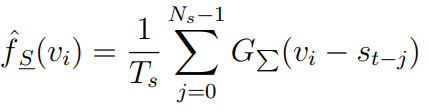 \hat{f}_{\underline{S}}(v_i) = \frac{1}{T_s} \sum_{j=0}^{N_s-1} G_{\sum}(v_i - s_{t-j})